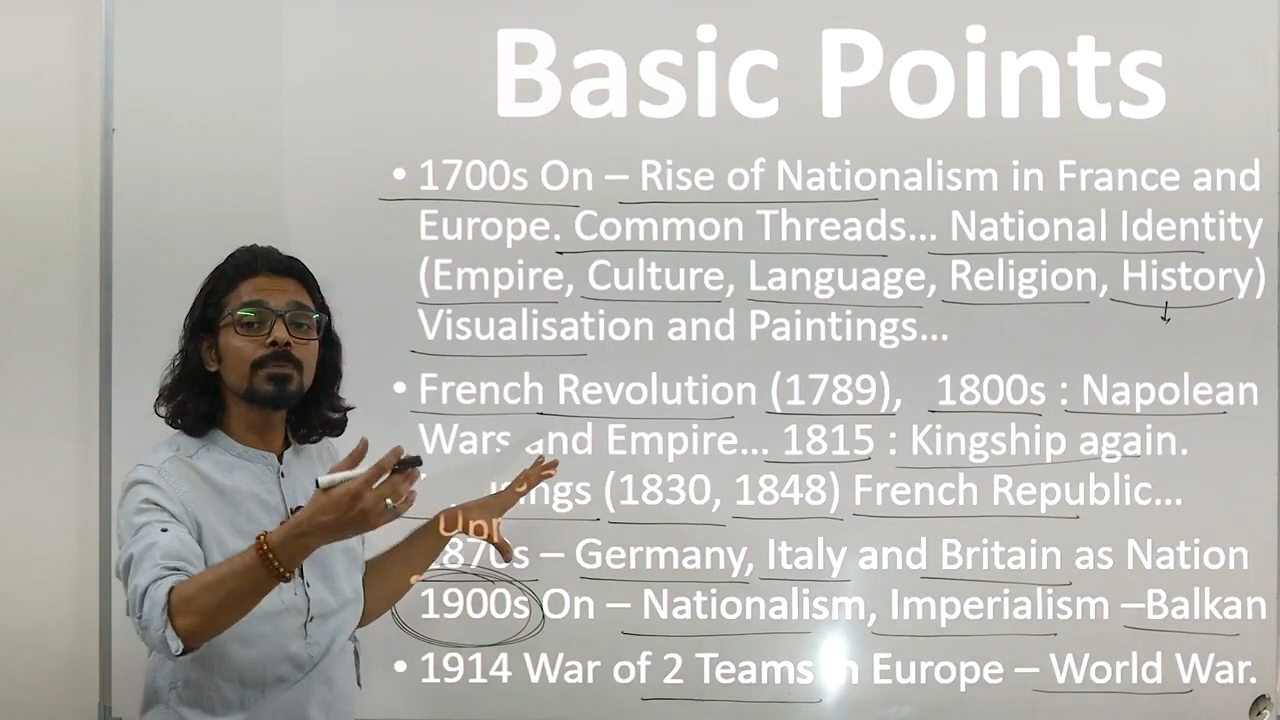 Basic Points
• 1700s On – Rise of Nationalism in France and
Europe. Common Threads... National Identity
(Empire, Culture, Language, Religion, History)
Visualisation and Paintings...
• French Revolution (1789), 1800s : Napolean
Wars and Empire... 1815 : Kingship again.
(1830, 1848) French Republic...
1870s – Germany, Italy and Britain as Nation
1900s On – Nationalism, Imperialism –Balkan
• 1914 War of 2 Teams in Europe – World War.